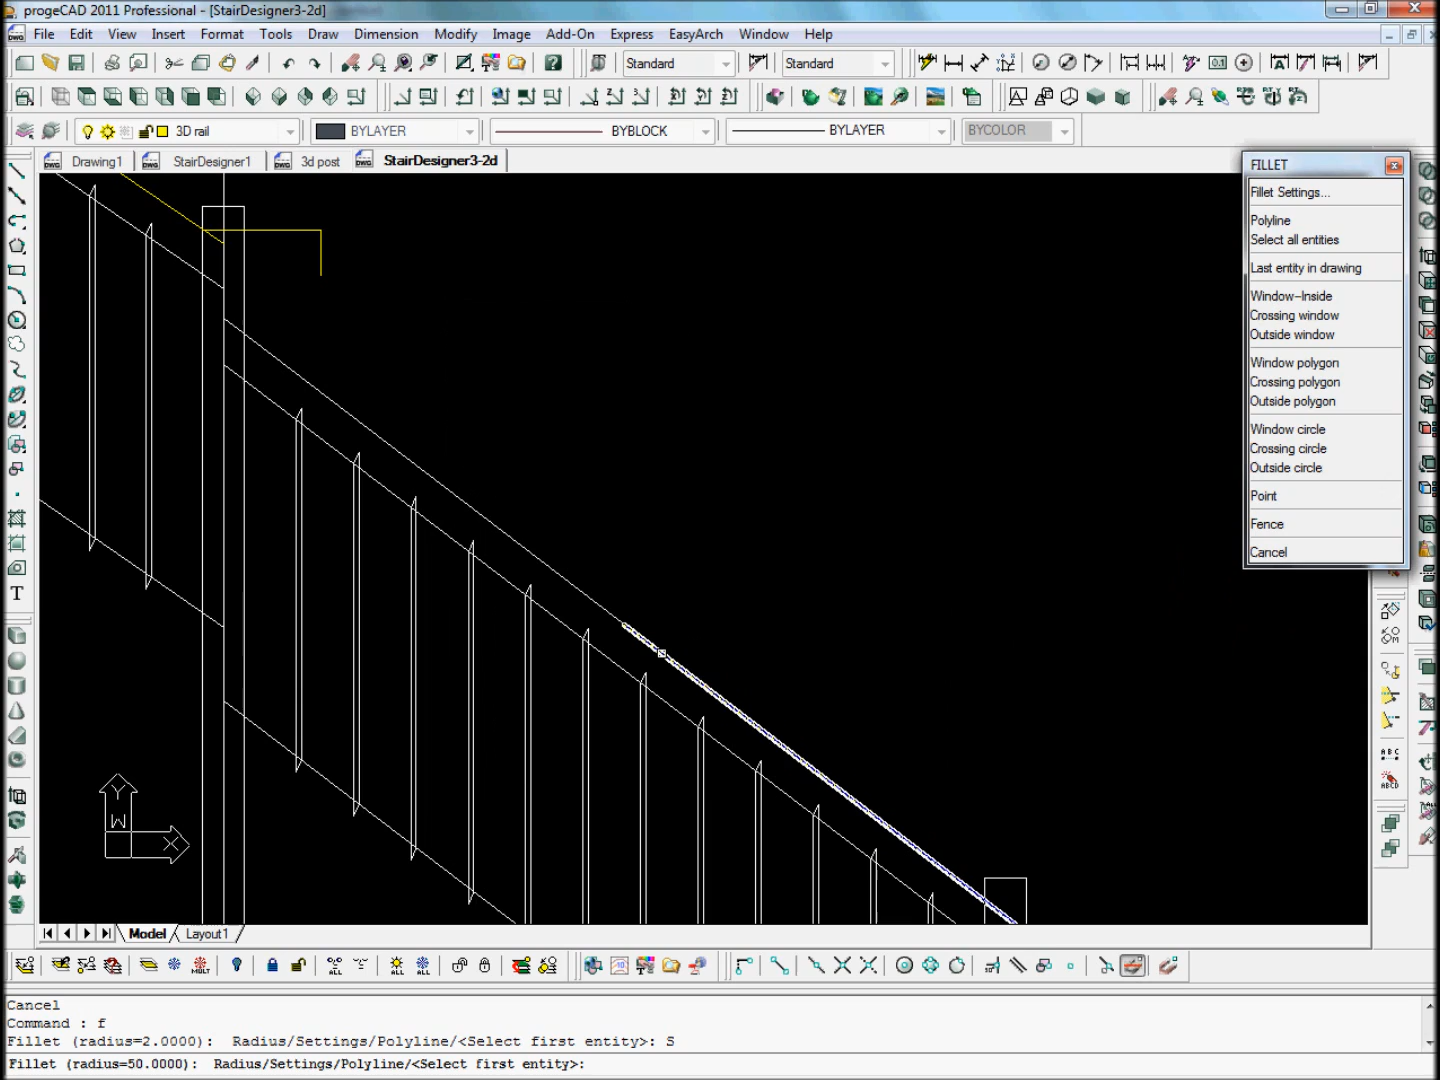 progeCAD 2011 Professional - [StairDesigner3-2d]
File Edit View Insert Format Tools Draw Dimension Modify Image Add-On Express EasyArch Window Help
Standard Standard
3D rail BYLAYER BYBLOCK BYLAYER BYCOLOR
Drawing1 StairDesigner1 3d post StairDesigner3-2d
FILLET
Fillet Settings...
Polyline
Select all entities
Last entity in drawing
Window-Inside
Crossing window
Outside window
Window polygon
Crossing polygon
Outside polygon
Window circle
Crossing circle
Outside circle
Point
Fence
Cancel
Y
W X
Model Layout1
Cancel
Command : f
Fillet (radius=2.0000): Radius/Settings/Polyline/<Select first entity>: S
Fillet (radius=50.0000): Radius/Settings/Polyline/<Select first entity>: